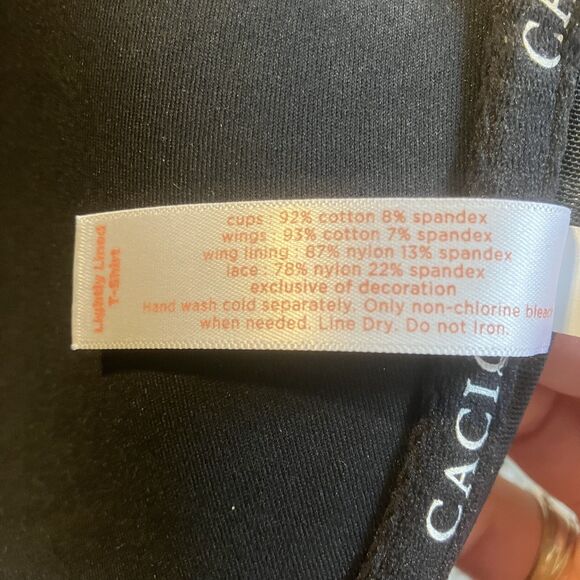 CA
cups : 92% cotton 8% spandex
wings : 93% cotton 7% spandex
wing lining : 87% nylon 13% spandex
lace : 78% nylon 22% spandex
exclusive of decoration
Hand wash cold separately. Only non-chlorine bleach
when needed. Line Dry. Do not Iron.
Lightly Lined
T-Shirt
CACIQ